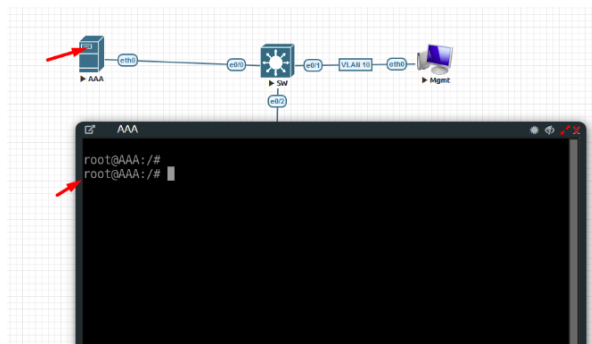 eth0
e0/0
e0/1
VLAN 10
eth0
AAA
SW
Mgmt
e0/2
AAA
root@AAA:/#
root@AAA:/#